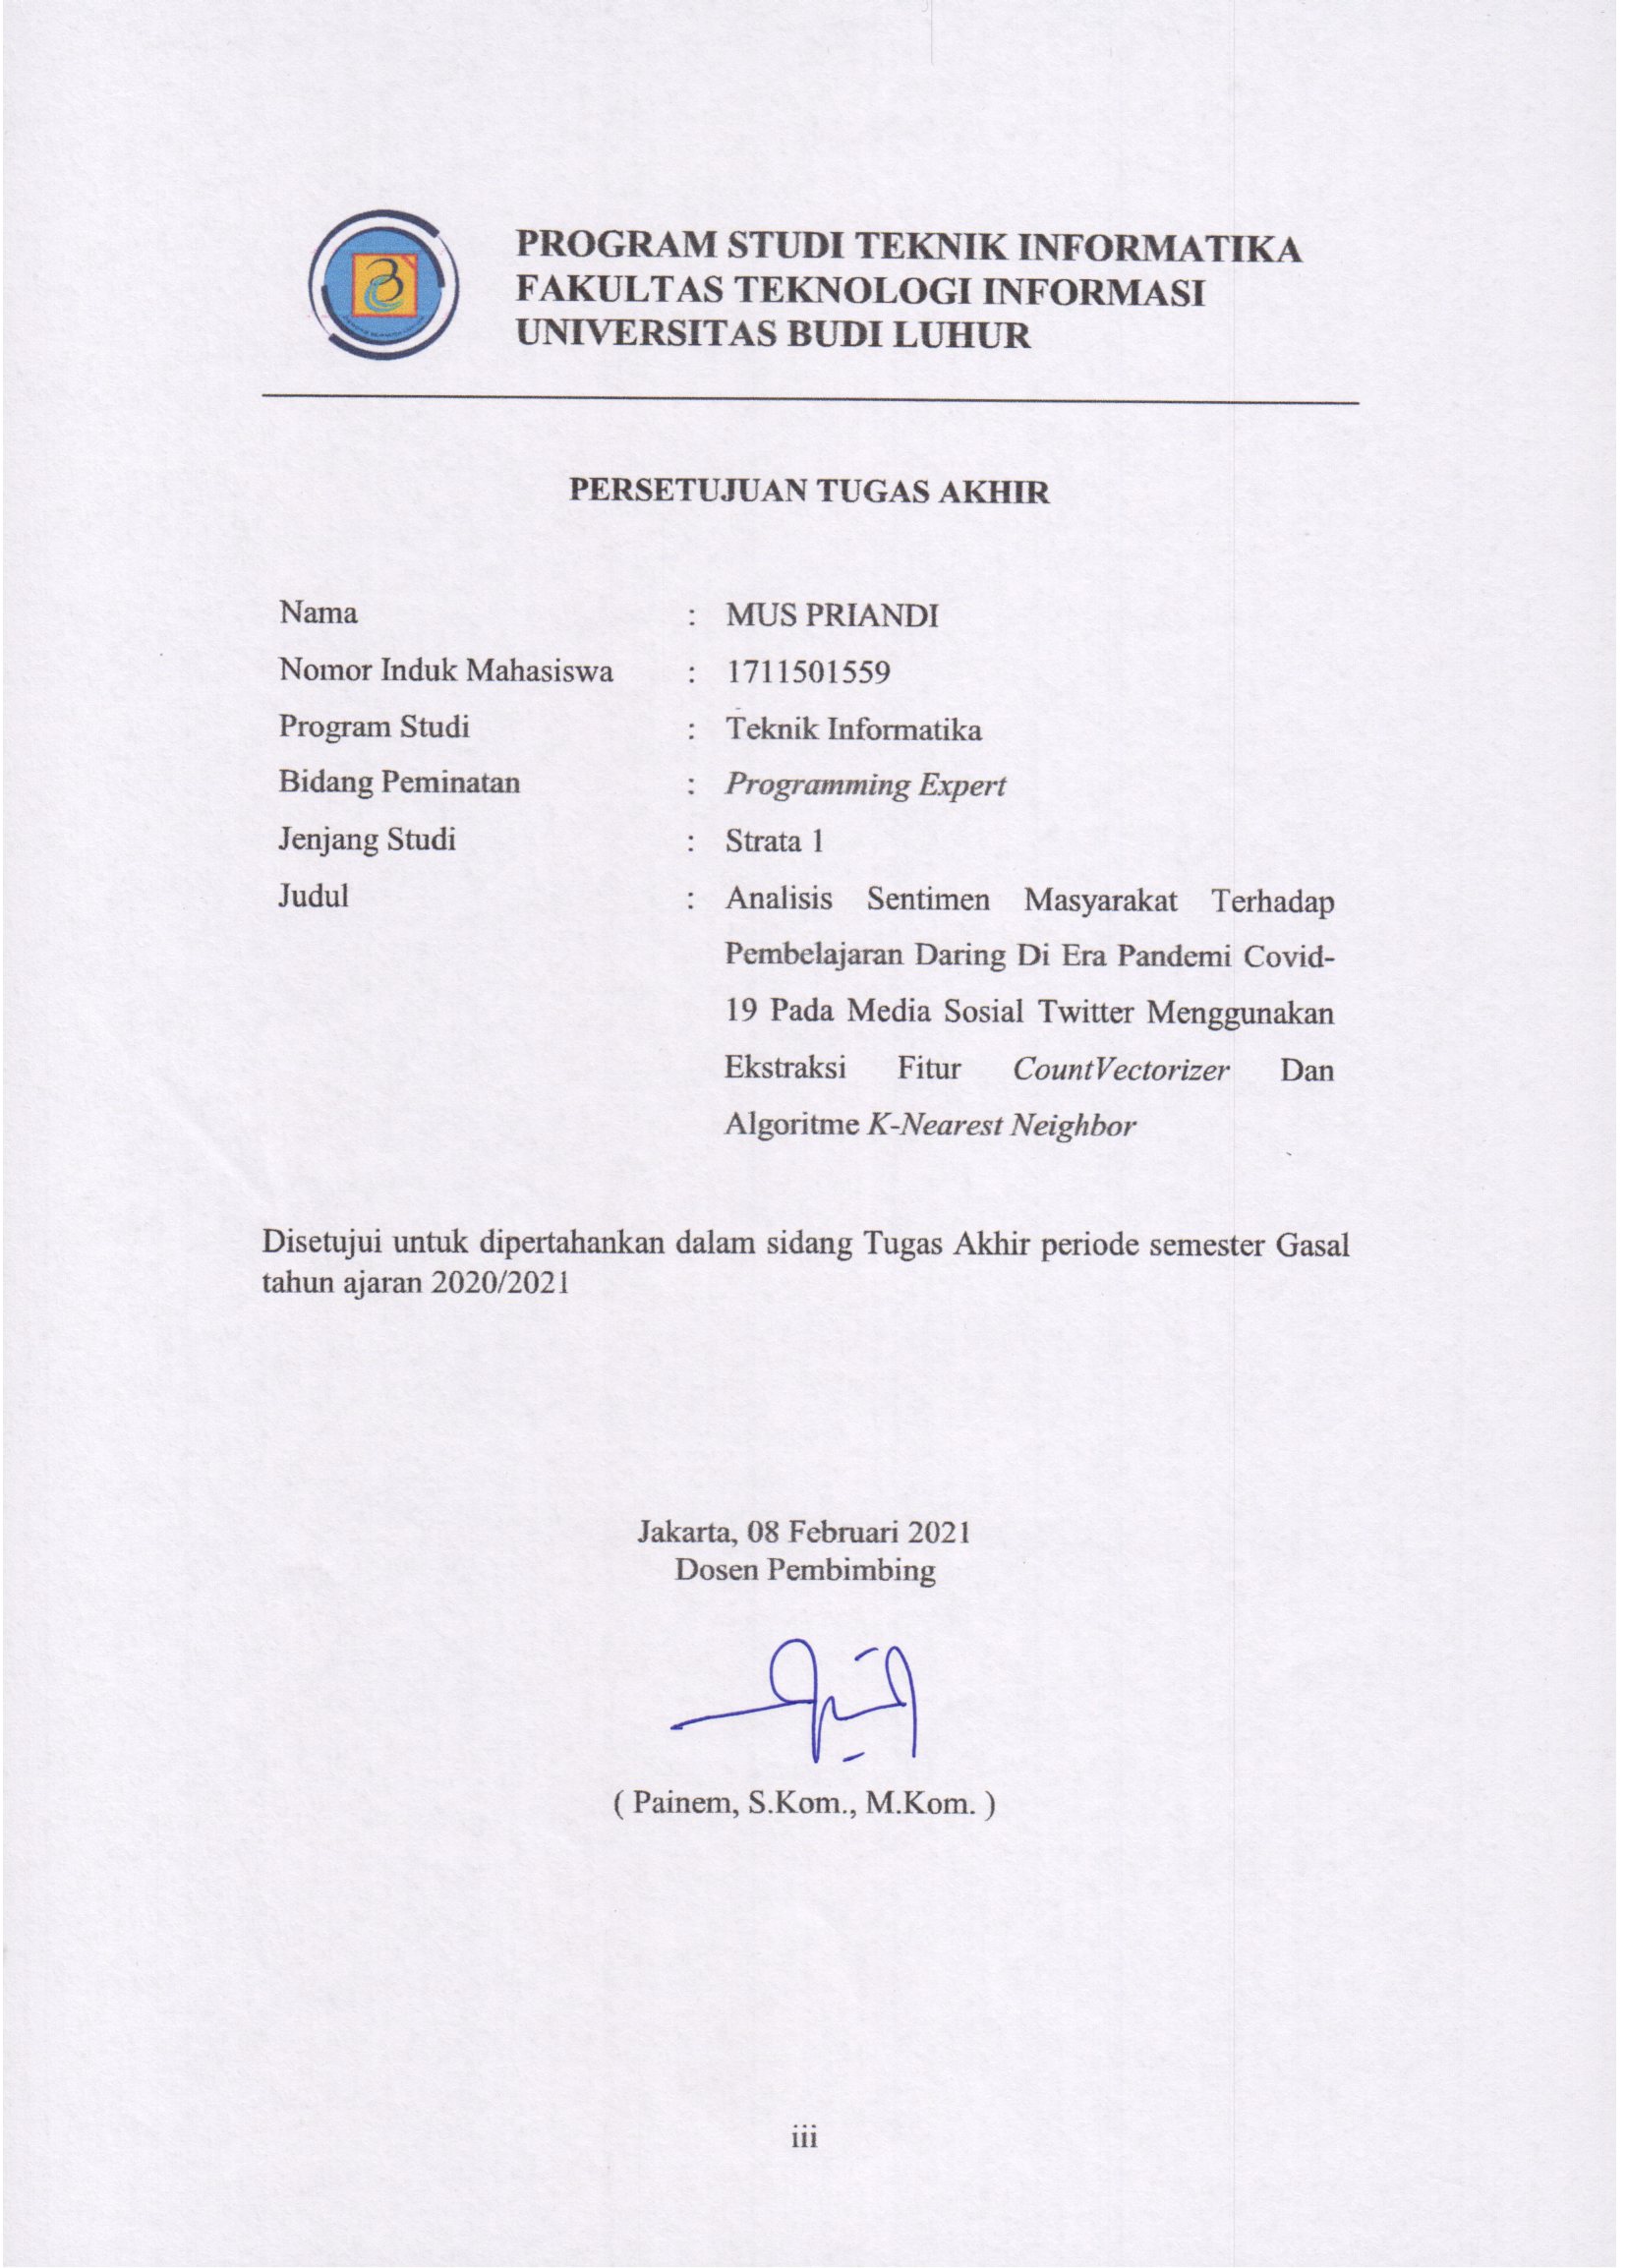 PROGRAM STUDI TEKNIK INFORMATIKA
FAKULTAS TEKNOLOGI INFORMASI
UNIVERSITAS BUDI LUHUR
PERSETUJUAN TUGAS AKHIR
Nama : MUS PRIANDI
Nomor Induk Mahasiswa : 1711501559
Program Studi : Teknik Informatika
Bidang Peminatan : Programming Expert
Jenjang Studi : Strata 1
Judul : Analisis Sentimen Masyarakat Terhadap
Pembelajaran Daring Di Era Pandemi Covid-
19 Pada Media Sosial Twitter Menggunakan
Ekstraksi Fitur CountVectorizer Dan
Algoritme K-Nearest Neighbor
Disetujui untuk dipertahankan dalam sidang Tugas Akhir periode semester Gasal
tahun ajaran 2020/2021
Jakarta, 08 Februari 2021
Dosen Pembimbing
( Painem, S.Kom., M.Kom. )
iii